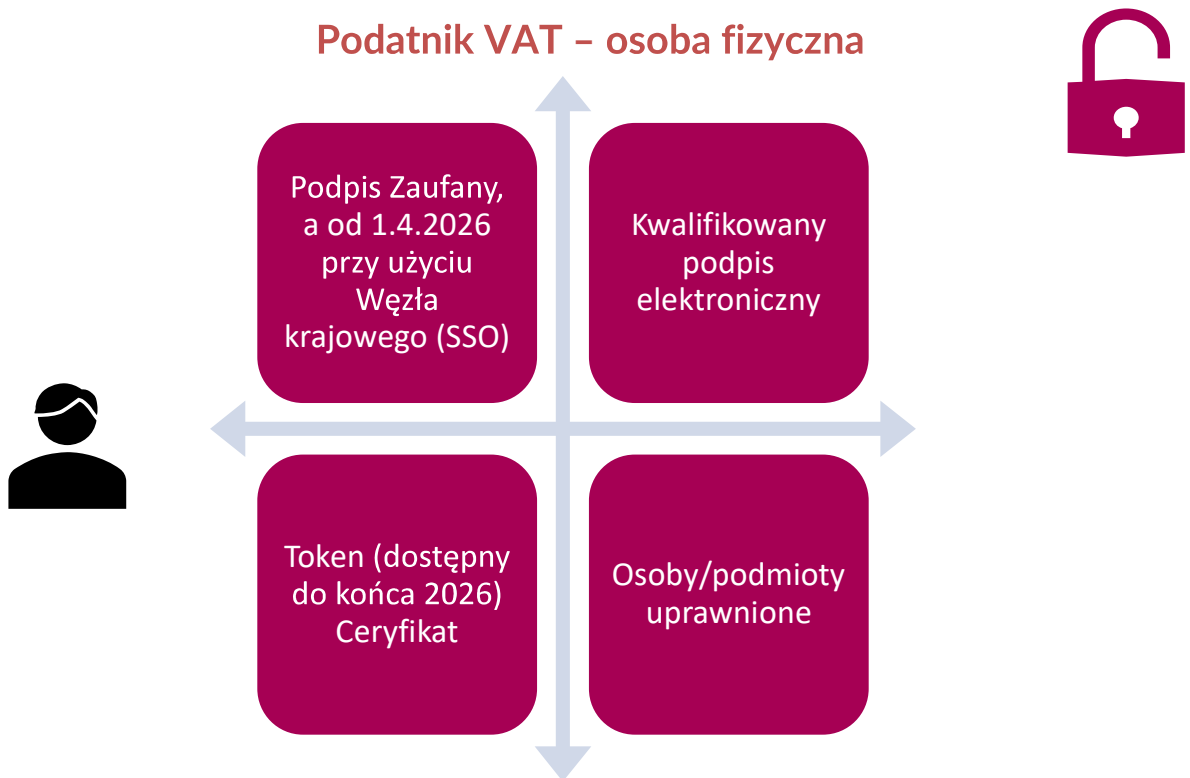 Podatnik VAT – osoba fizyczna
Podpis Zaufany,
a od 1.4.2026
przy użyciu
Węzła
krajowego (SSO)
Kwalifikowany
podpis
elektroniczny
Token (dostępny
do końca 2026)
Ceryfikat
Osoby/podmioty
uprawnione